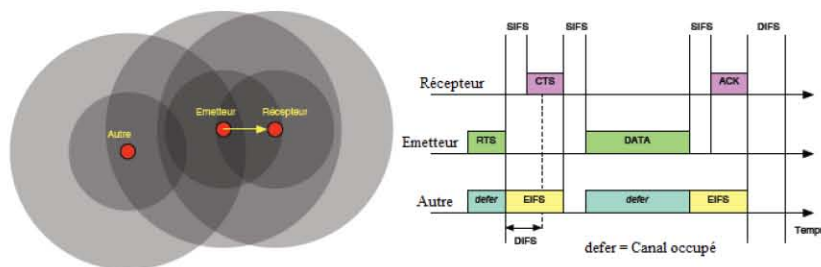 Autre
Emetteur
Récepteur
SIFS SIFS SIFS DIFS
Récepteur
CTS
ACK
Emetteur
RTS
DATA
Autre
defer
EIFS
defer
EIFS
DIFS
defer = Canal occupé